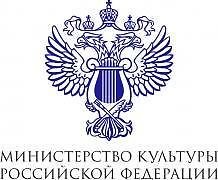 МИНИСТЕРСТВО КУЛЬТУРЫ
РОССИЙСКОЙ ФЕДЕРАЦИИ